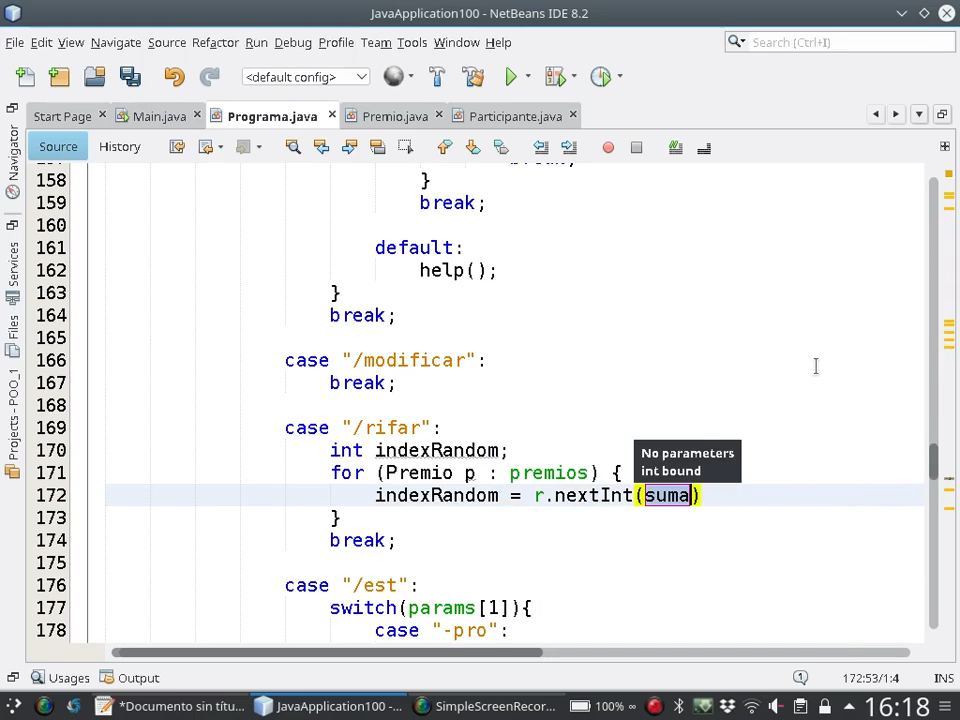 JavaApplication100 - NetBeans IDE 8.2
File Edit View Navigate Source Refactor Run Debug Profile Team Tools Window Help
Search (Ctrl+I)
<default config>
Start Page Main.java Programa.java Premio.java Participante.java
Source History
158 }
159 break;
160
161 default:
162 help();
163 }
164 break;
165
166 case "/modificar":
167 break;
168
169 case "/rifar":
170 int indexRandom;
171 for (Premio p : premios) {
No parameters
int bound
172 indexRandom = r.nextInt(suma)
173 }
174 break;
175
176 case "/est":
177 switch(params[1]){
178 case "-pro":
Navigator
Services
Files
Projects - POO_1
Usages Output
1
172:53/1:4 INS
*Documento sin títu... JavaApplication100 -... SimpleScreenRecor... 100% 16:18